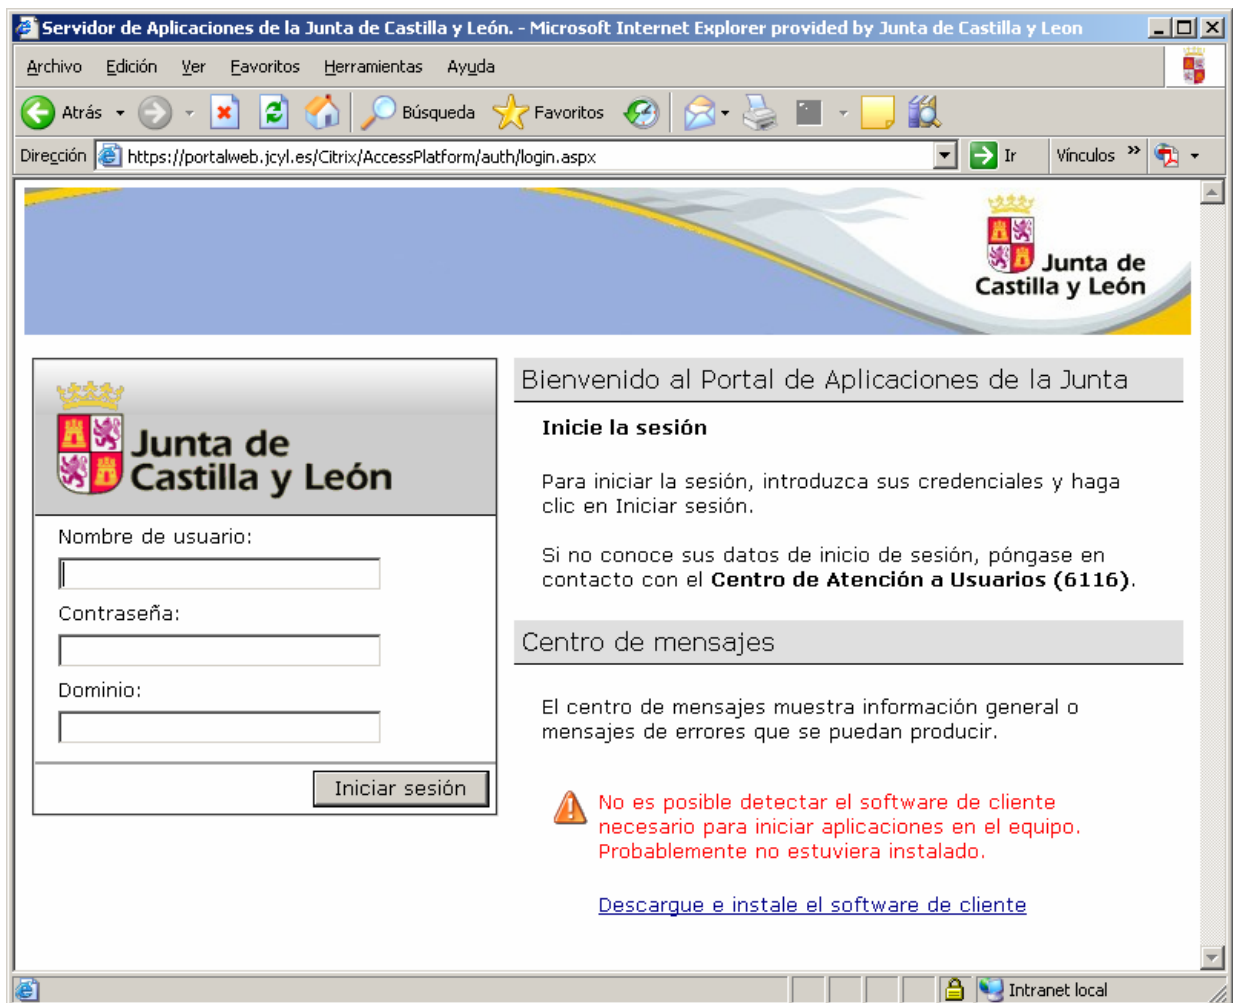 Servidor de Aplicaciones de la Junta de Castilla y León. - Microsoft Internet Explorer provided by Junta de Castilla y Leon
Archivo Edición Ver Favoritos Herramientas Ayuda
Atrás Búsqueda Favoritos
Dirección https://portalweb.jcyl.es/Citrix/AccessPlatform/auth/login.aspx Ir Vínculos »
Junta de
Castilla y León
Junta de
Castilla y León
Nombre de usuario:
Contraseña:
Dominio:
Iniciar sesión
Bienvenido al Portal de Aplicaciones de la Junta
Inicie la sesión
Para iniciar la sesión, introduzca sus credenciales y haga
clic en Iniciar sesión.
Si no conoce sus datos de inicio de sesión, póngase en
contacto con el Centro de Atención a Usuarios (6116).
Centro de mensajes
El centro de mensajes muestra información general o
mensajes de errores que se puedan producir.
No es posible detectar el software de cliente
necesario para iniciar aplicaciones en el equipo.
Probablemente no estuviera instalado.
Descargue e instale el software de cliente
Intranet local